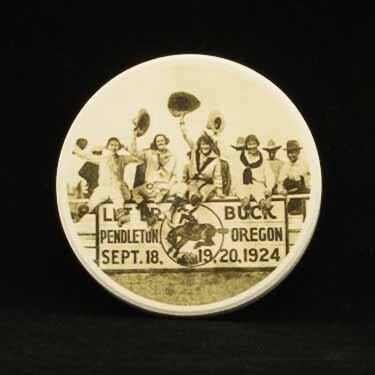 LET 'ER BUCK
PENDLETON OREGON
SEPT. 18, 19, 20, 1924